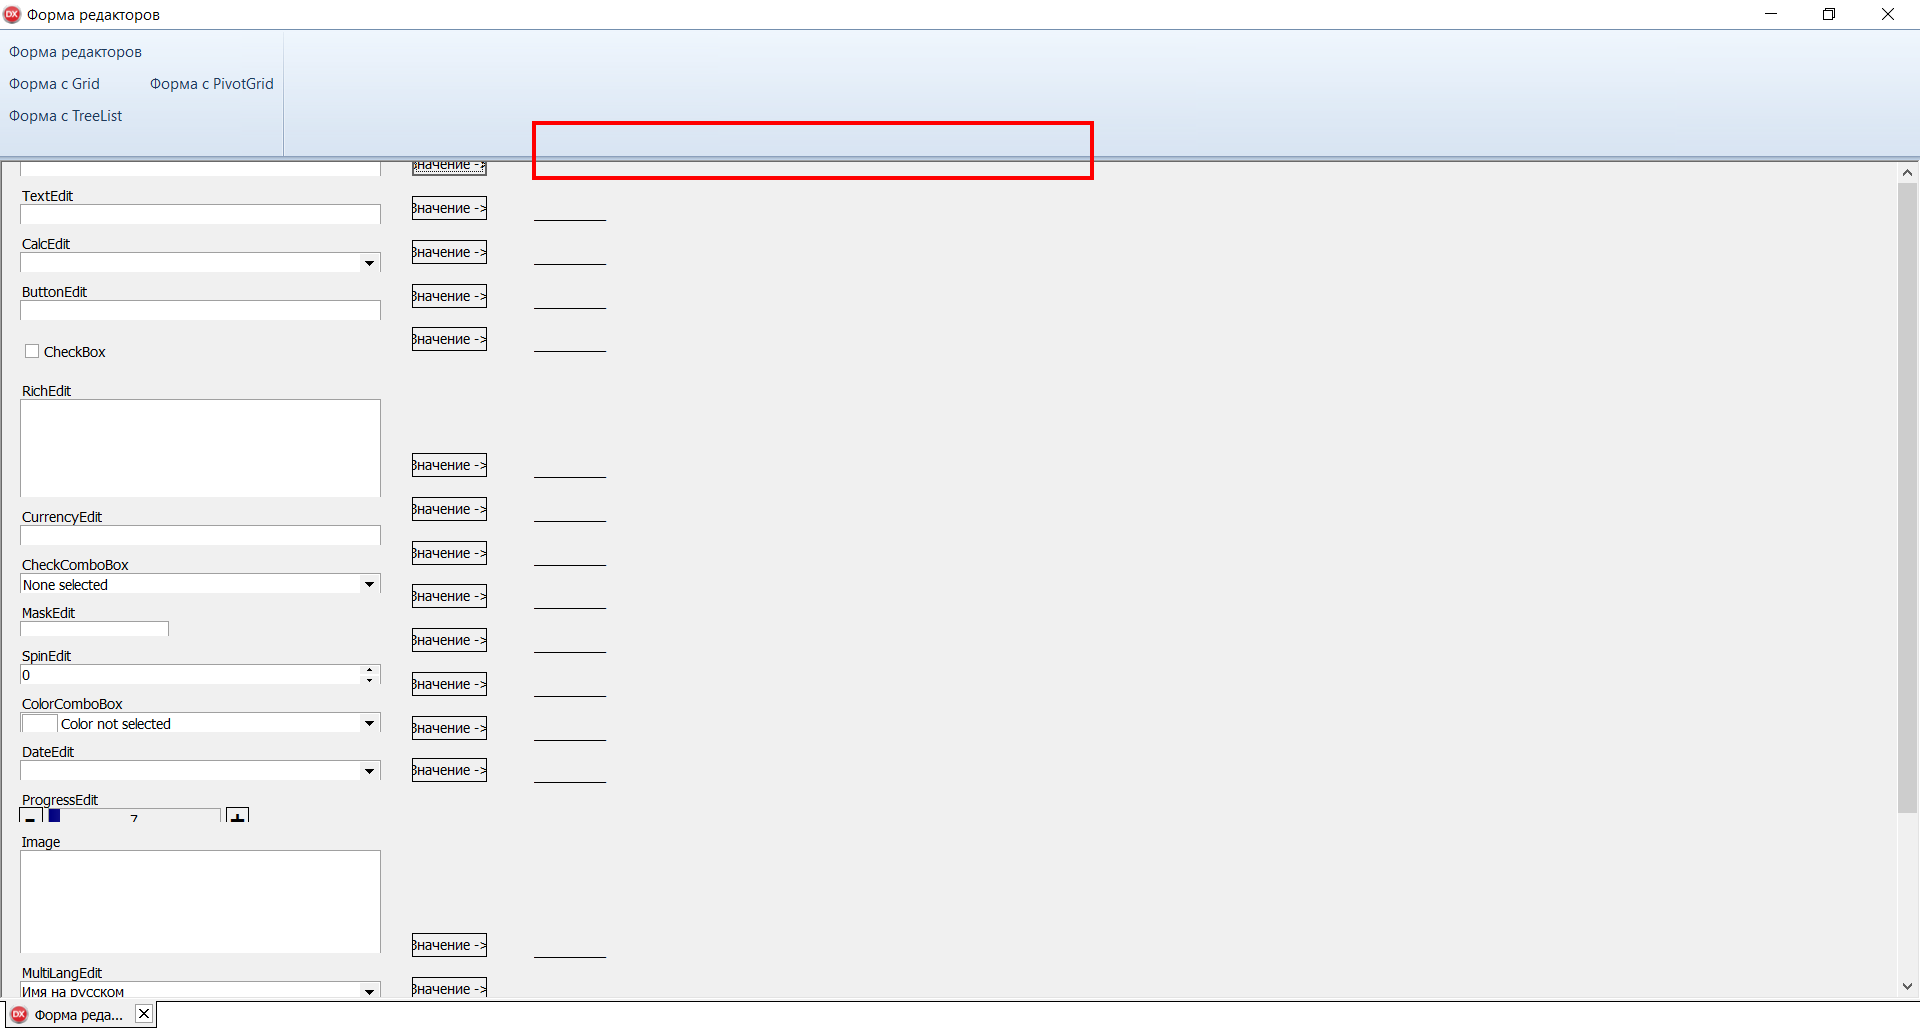 Форма редакторов
Форма редакторов
Форма с Grid Форма с PivotGrid
Форма с TreeList
Значение ->
TextEdit
Значение ->
CalcEdit
Значение ->
ButtonEdit
Значение ->
Значение ->
CheckBox
RichEdit
Значение ->
CurrencyEdit
Значение ->
CheckComboBox
Значение ->
None selected
MaskEdit
Значение ->
SpinEdit
Значение ->
0
ColorComboBox
Значение ->
Color not selected
Значение ->
DateEdit
Значение ->
ProgressEdit
- 7 +
Image
Значение ->
MultiLangEdit
Значение ->
Имя на русском
DX Форма реда...